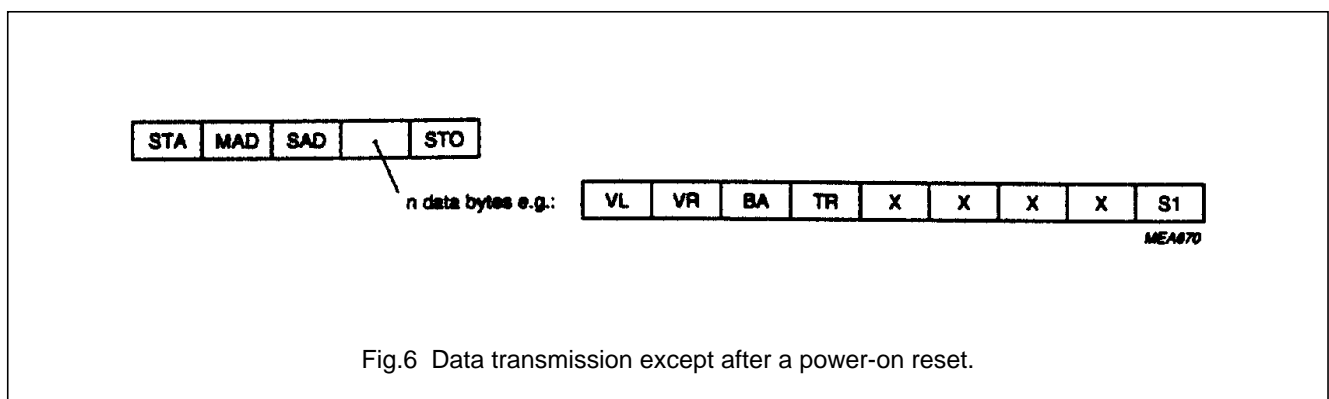 STA MAD SAD STO
n data bytes e.g.: VL VR BA TR X X X X S1
MEA670
Fig.6 Data transmission except after a power-on reset.